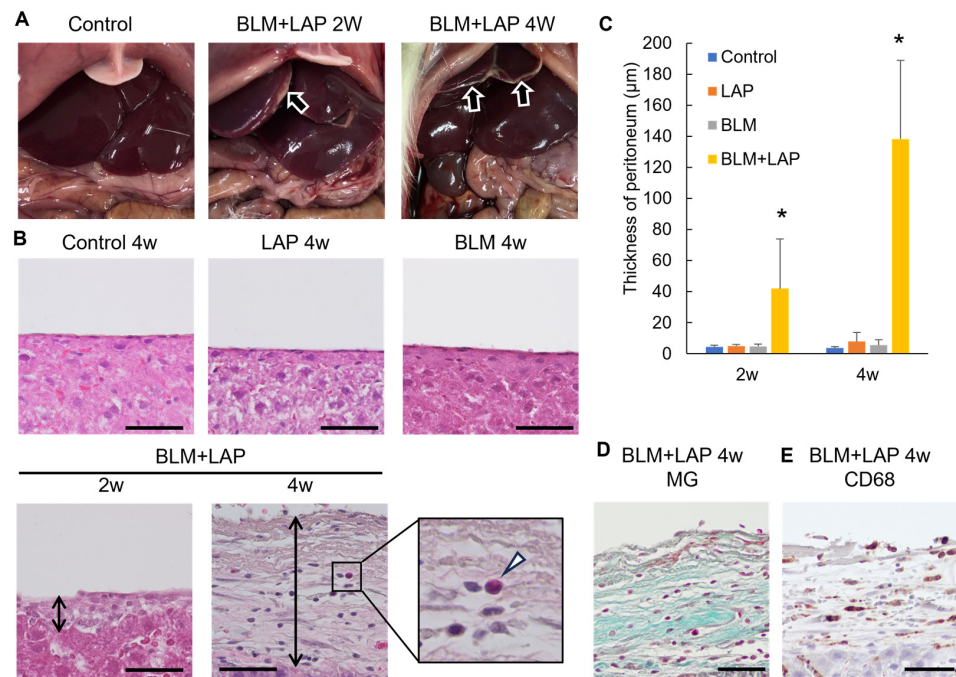 A
Control
BLM+LAP 2W
BLM+LAP 4W
B
Control 4w
LAP 4w
BLM 4w
BLM+LAP
2w
4w
C
Thickness of peritoneum (μm)
200
180
160
140
120
100
80
60
40
20
0
Control
LAP
BLM
BLM+LAP
*
*
2w
4w
D
BLM+LAP 4w
MG
E
BLM+LAP 4w
CD68